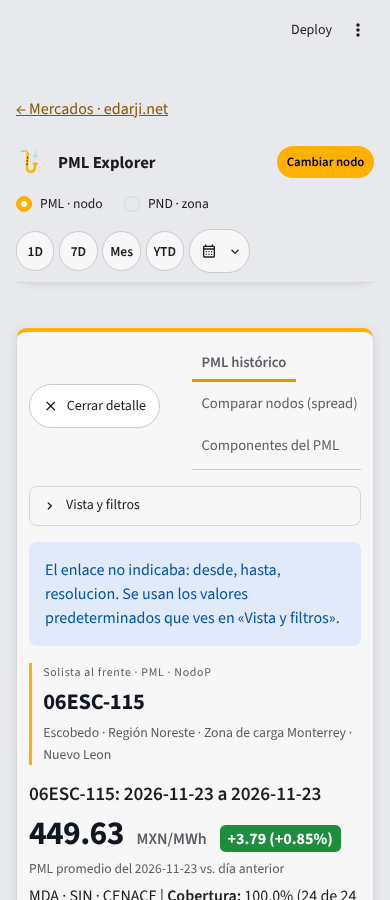 Deploy
← Mercados · edarji.net
PML Explorer
Cambiar nodo
PML · nodo
PND · zona
1D
7D
Mes
YTD
PML histórico
Cerrar detalle
Comparar nodos (spread)
Componentes del PML
Vista y filtros
El enlace no indicaba: desde, hasta,
resolucion. Se usan los valores
predeterminados que ves en «Vista y filtros».
Solista al frente · PML · NodoP
06ESC-115
Escobedo · Región Noreste · Zona de carga Monterrey ·
Nuevo Leon
06ESC-115: 2026-11-23 a 2026-11-23
449.63 MXN/MWh +3.79 (+0.85%)
PML promedio del 2026-11-23 vs. día anterior
MDA · SIN · CENACE | Cobertura: 100.0% (24 de 24